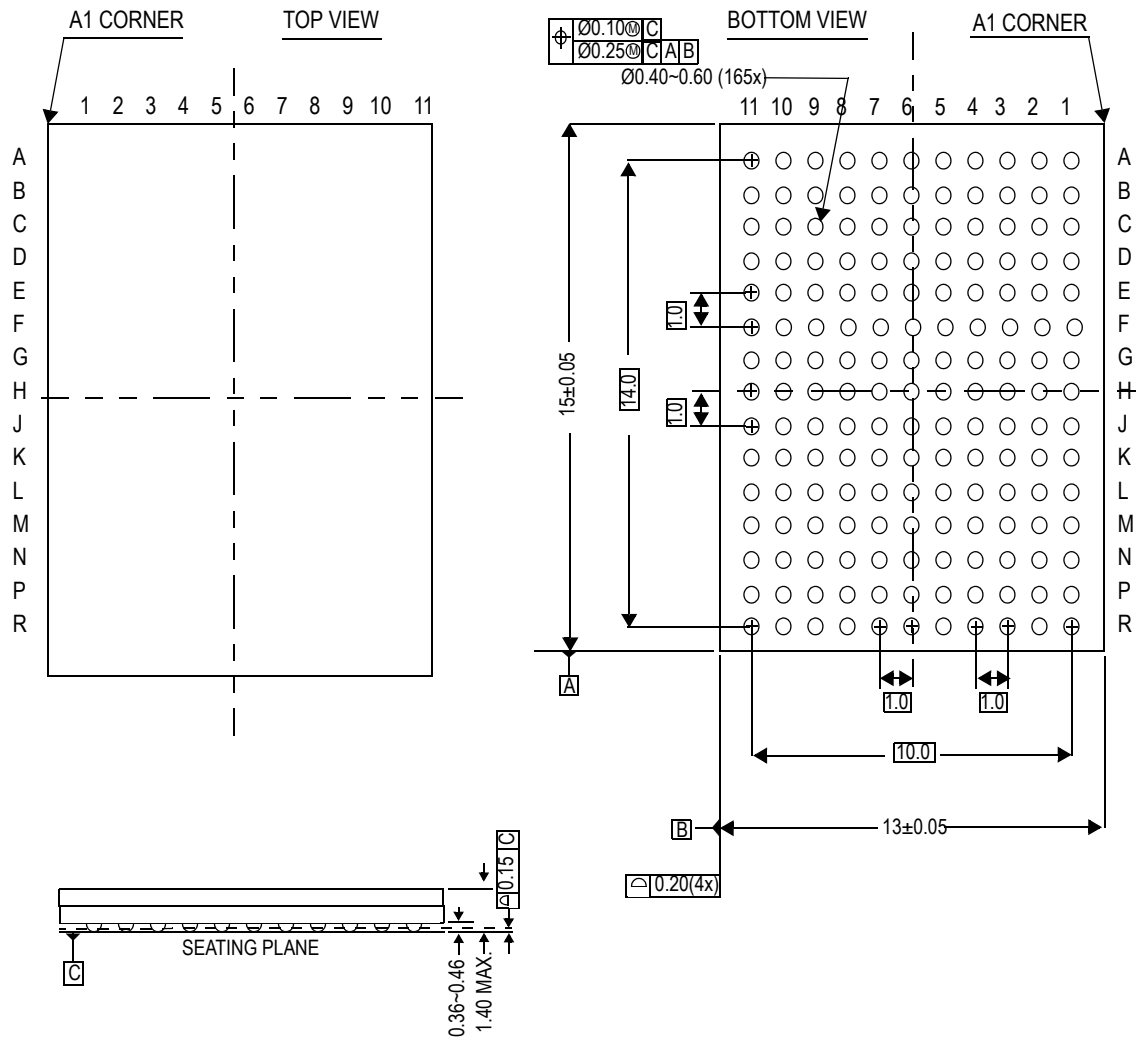 A1 CORNER
TOP VIEW
1 2 3 4 5 6 7 8 9 10 11
A
B
C
D
E
F
G
H
J
K
L
M
N
P
R
Ø0.10Ⓜ C
Ø0.25Ⓜ C A B
Ø0.40~0.60 (165x)
BOTTOM VIEW
A1 CORNER
11 10 9 8 7 6 5 4 3 2 1
A
B
C
D
E
F
G
H
J
K
L
M
N
P
R
1.0
1.0
14.0
15±0.05
A
1.0
1.0
10.0
B
13±0.05
0.20(4x)
0.15 C
SEATING PLANE
C
0.36~0.46
1.40 MAX.